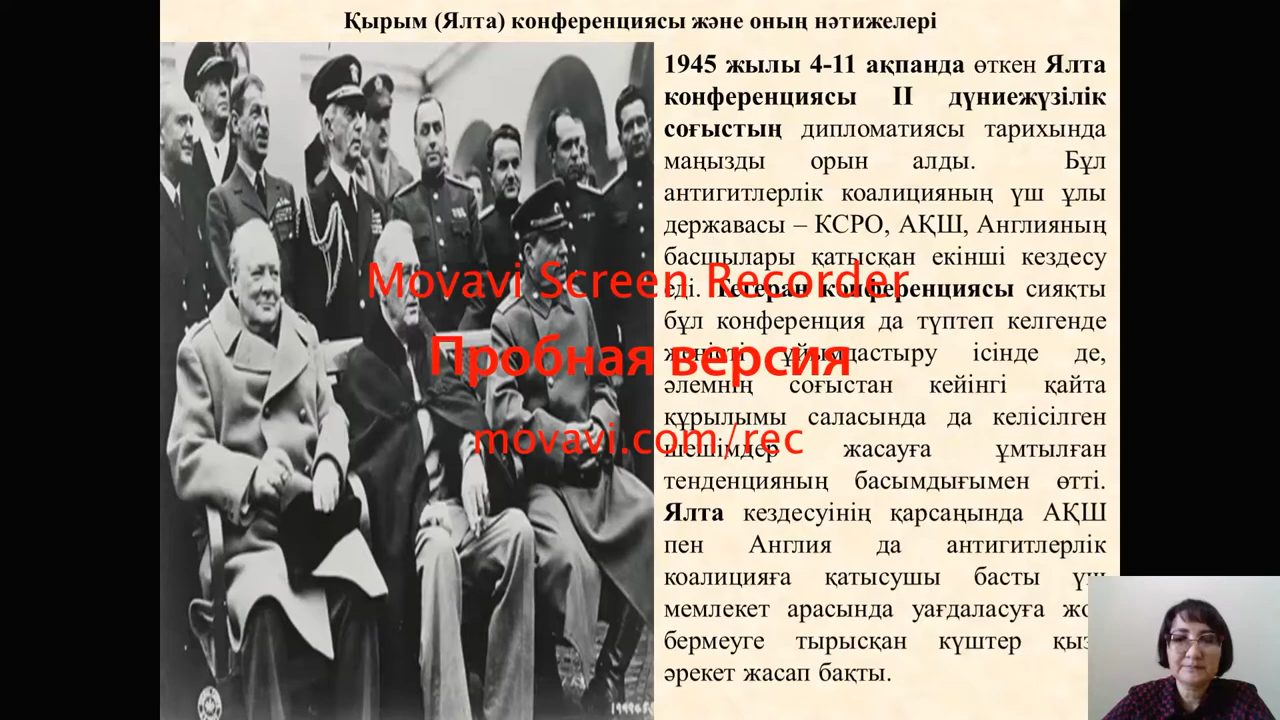 Қырым (Ялта) конференциясы және оның нәтижелері
1945 жылы 4-11 ақпанда өткен Ялта
конференциясы II дүниежүзілік
соғыстың дипломатиясы тарихында
маңызды орын алды. Бұл
антигитлерлік коалицияның үш ұлы
державасы – КСРО, АҚШ, Англияның
басшылары қатысқан екінші кездесу
еді. Тегеран конференциясы сияқты
бұл конференция да түптеп келгенде
ұйымдастыру ісінде де,
әлемнің соғыстан кейінгі қайта
құрылымы саласында да келісілген
шешімдер жасауға ұмтылған
тенденцияның басымдығымен өтті.
Ялта кездесуінің қарсаңында АҚШ
пен Англия да антигитлерлік
коалицияға қатысушы басты үш
мемлекет арасында уағдаласуға
бермеуге тырысқан күштер
әрекет жасап бақты.
Movavi Screen Recorder
Пробная версия
movavi.com/rec